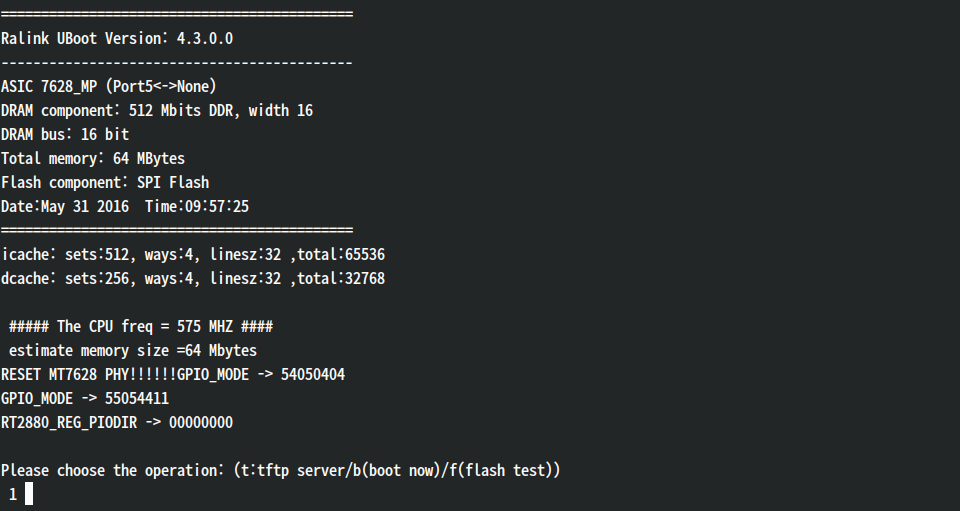 ============================================
Ralink UBoot Version: 4.3.0.0
--------------------------------------------
ASIC 7628_MP (Port5<->None)
DRAM component: 512 Mbits DDR, width 16
DRAM bus: 16 bit
Total memory: 64 MBytes
Flash component: SPI Flash
Date:May 31 2016  Time:09:57:25
============================================
icache: sets:512, ways:4, linesz:32 ,total:65536
dcache: sets:256, ways:4, linesz:32 ,total:32768
 ##### The CPU freq = 575 MHZ ####
 estimate memory size =64 Mbytes
RESET MT7628 PHY!!!!!!GPIO_MODE -> 54050404
GPIO_MODE -> 55054411
RT2880_REG_PIODIR -> 00000000
Please choose the operation: (t:tftp server/b(boot now)/f(flash test))
 1